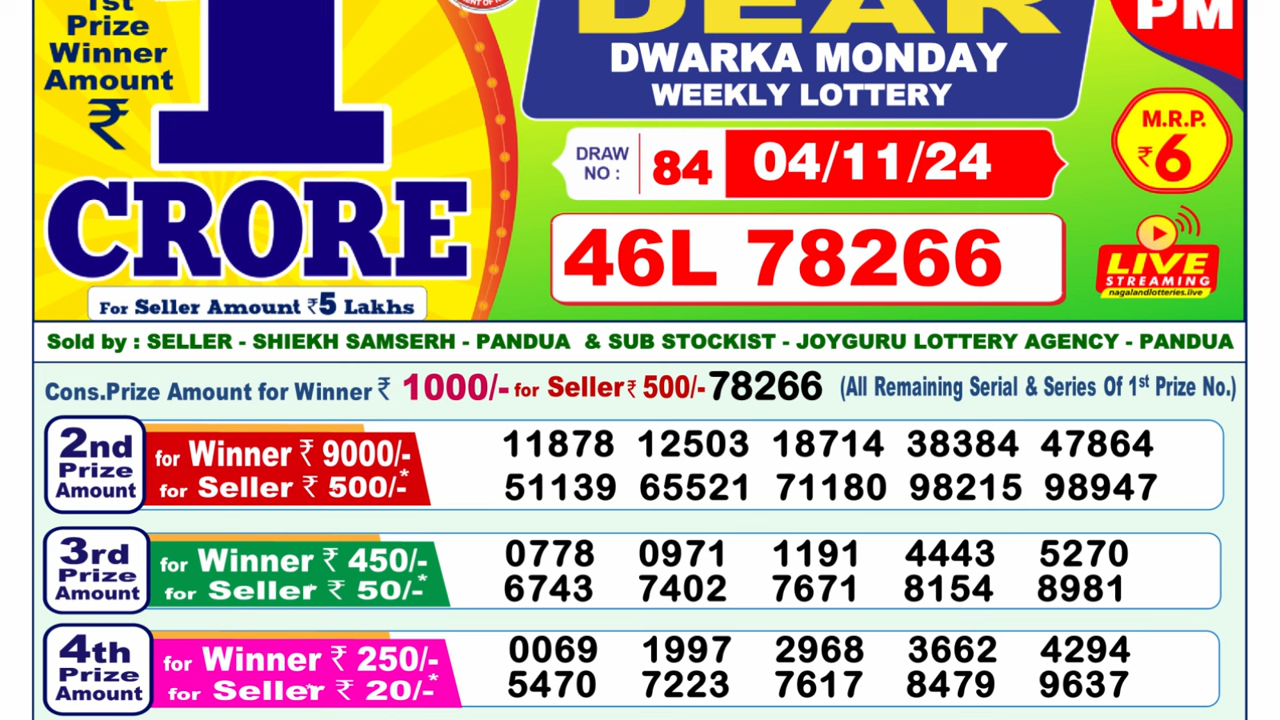 1st
Prize
Winner
Amount
₹
1
CRORE
For Seller Amount ₹5 Lakhs
DEAR
DWARKA MONDAY
WEEKLY LOTTERY
PM
DRAW NO : 84 04/11/24
M.R.P.
₹6
46L 78266
LIVE
STREAMING
nagalandlotteries.live
Sold by : SELLER - SHIEKH SAMSERH - PANDUA & SUB STOCKIST - JOYGURU LOTTERY AGENCY - PANDUA
Cons.Prize Amount for Winner ₹ 1000/- for Seller ₹ 500/- 78266 (All Remaining Serial & Series Of 1st Prize No.)
2nd
Prize
Amount
for Winner ₹ 9000/-
for Seller ₹ 500/-*
11878 12503 18714 38384 47864
51139 65521 71180 98215 98947
3rd
Prize
Amount
for Winner ₹ 450/-
for Seller ₹ 50/-*
0778 0971 1191 4443 5270
6743 7402 7671 8154 8981
4th
Prize
Amount
for Winner ₹ 250/-
for Seller ₹ 20/-*
0069 1997 2968 3662 4294
5470 7223 7617 8479 9637